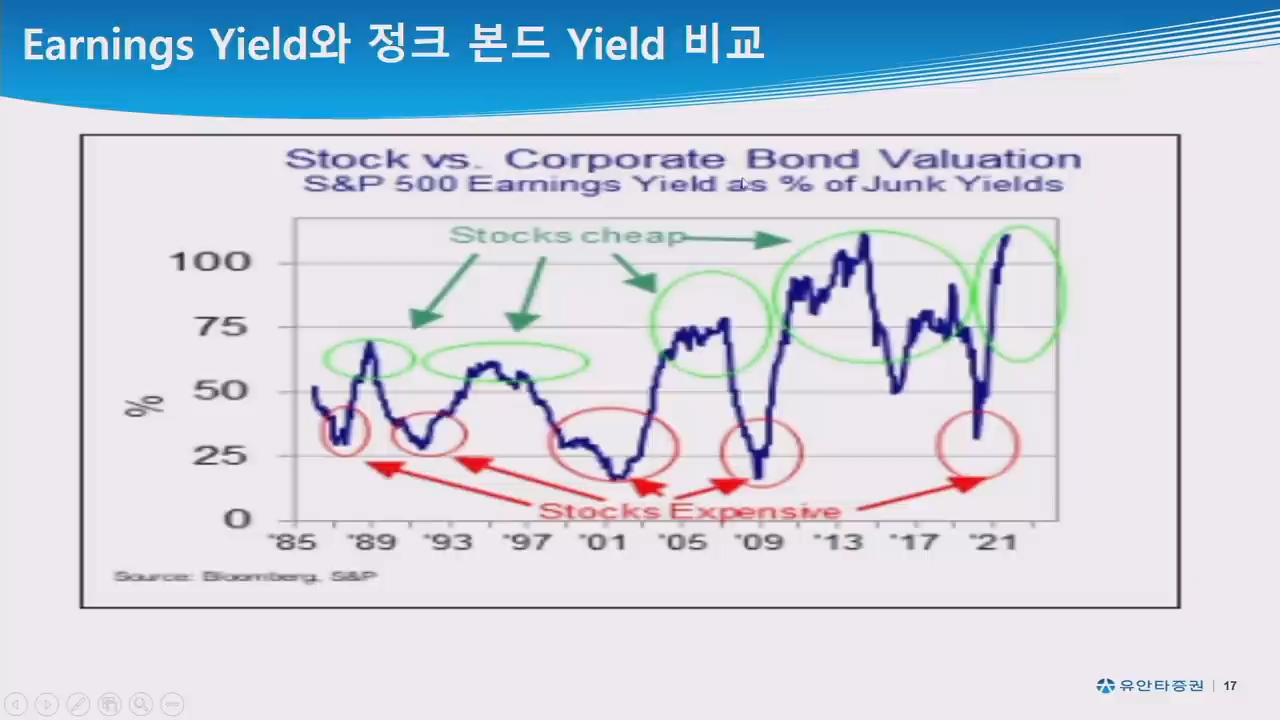 Earnings Yield와 정크 본드 Yield 비교
Stock vs. Corporate Bond Valuation
S&P 500 Earnings Yield as % of Junk Yields
Stocks cheap
100
75
50
%
25
Stocks Expensive
0
'85 '89 '93 '97 '01 '05 '09 '13 '17 '21
Source: Bloomberg, S&P
유안타증권 17